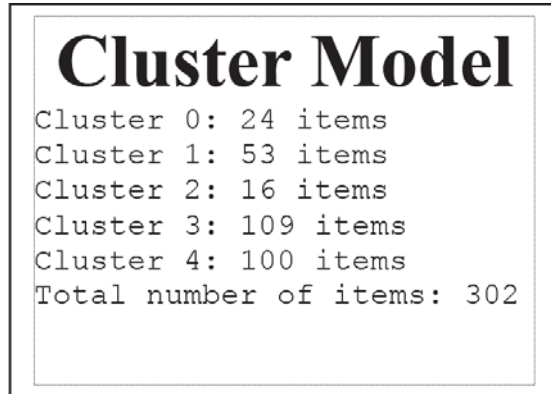 Cluster Model
Cluster 0: 24 items
Cluster 1: 53 items
Cluster 2: 16 items
Cluster 3: 109 items
Cluster 4: 100 items
Total number of items: 302